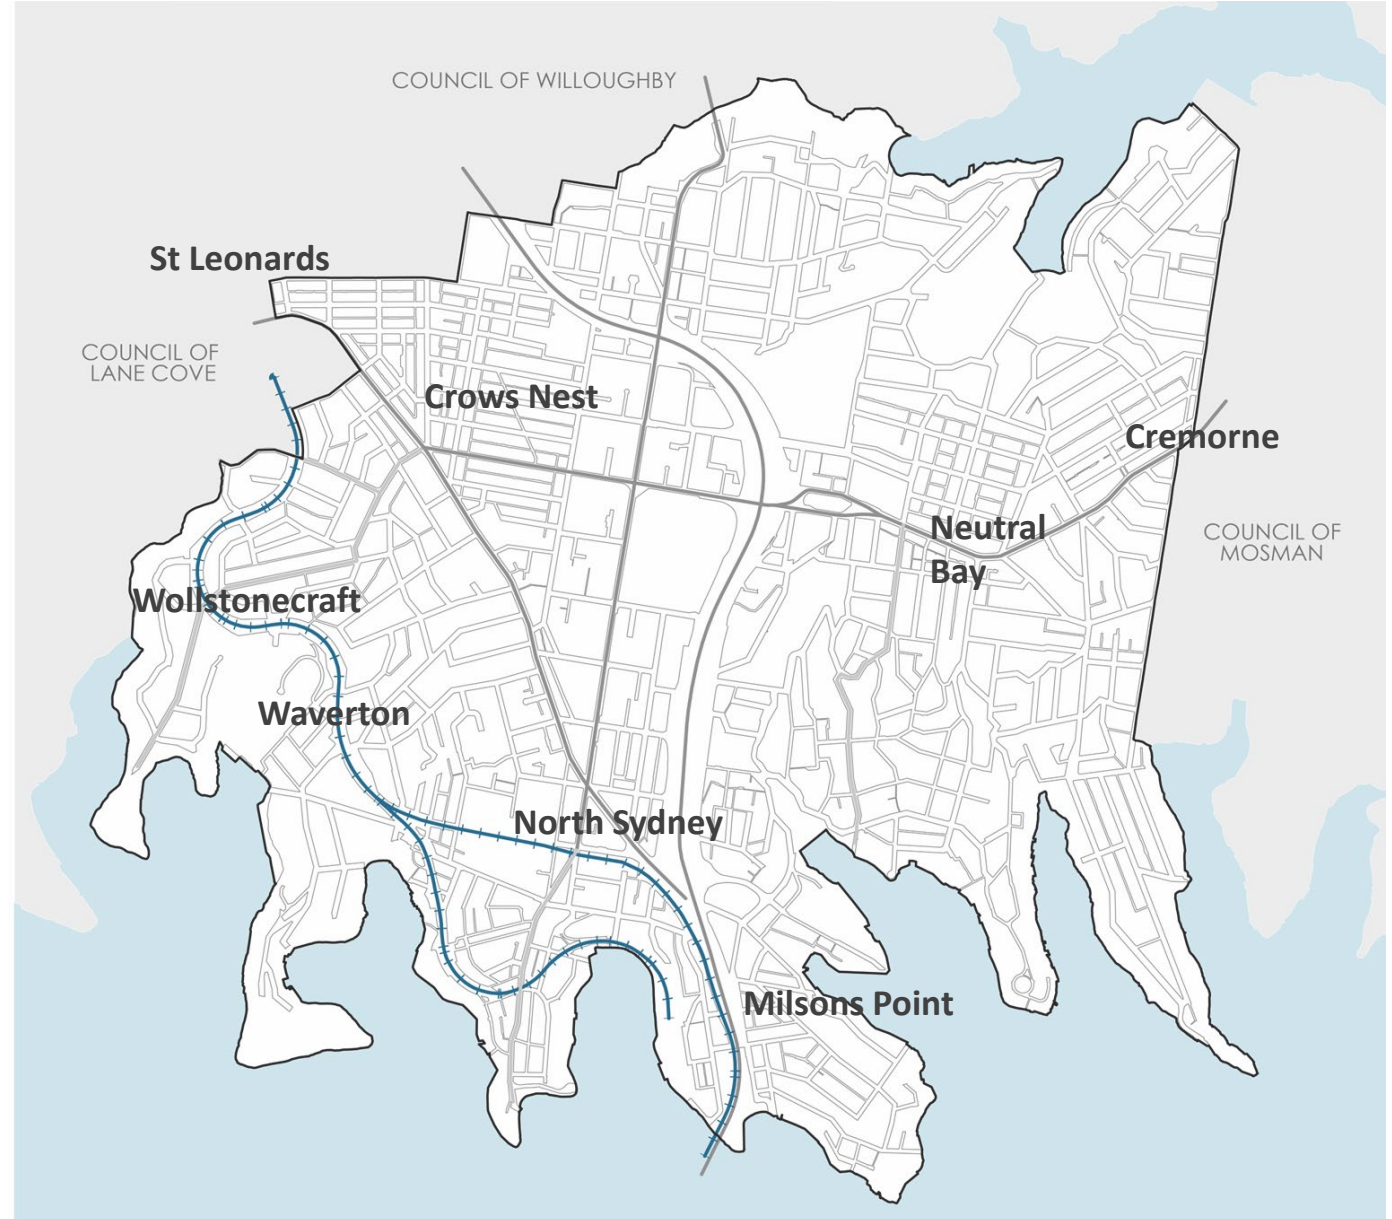 COUNCIL OF WILLOUGHBY
St Leonards
COUNCIL OF
LANE COVE
Crows Nest
Cremorne
Neutral
Bay
COUNCIL OF
MOSMAN
Wollstonecraft
Waverton
North Sydney
Milsons Point